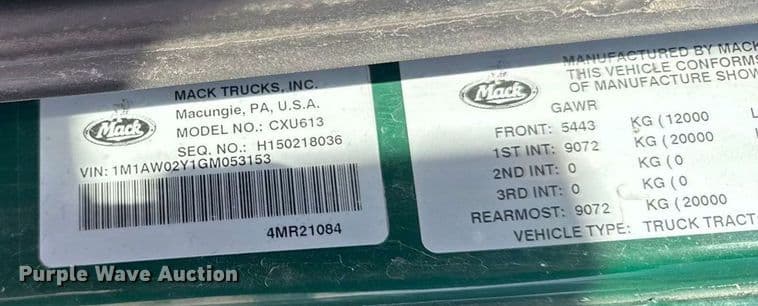 MACK TRUCKS, INC.
Macungie, PA, U.S.A.
Mack
MODEL NO.: CXU613
SEQ. NO.: H150218036
VIN: 1M1AW02Y1GM053153
4MR21084
MANUFACTURED BY MACK
THIS VEHICLE CONFORMS
OF MANUFACTURE SHOW
Mack
GAWR
FRONT: 5443 KG (12000
1ST INT: 9072 KG (20000
2ND INT: 0 KG (0
3RD INT: 0 KG (0
REARMOST: 9072 KG (20000
VEHICLE TYPE: TRUCK TRACT
Purple Wave Auction